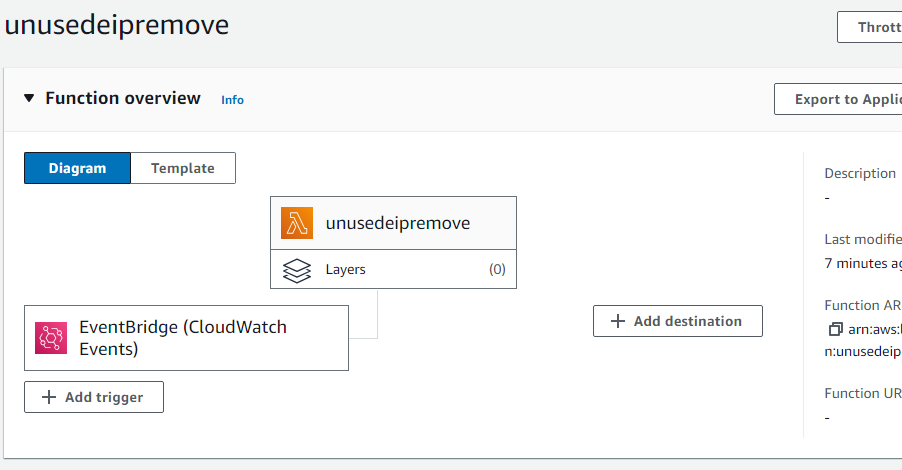 unusedeipremove
Thrott
Function overview Info
Export to Applic
Diagram Template
Description
-
unusedeipremove
Layers (0)
Last modifie
7 minutes ag
EventBridge (CloudWatch
Events)
Add destination
Add trigger
Function AR
arn:aws:l
n:unusedeip
Function UR
-